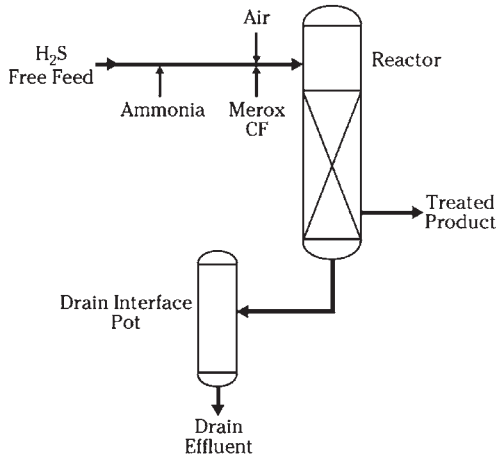 Air
H₂S
Free Feed
Reactor
Ammonia
Merox
CF
Treated
Product
Drain Interface
Pot
Drain
Effluent